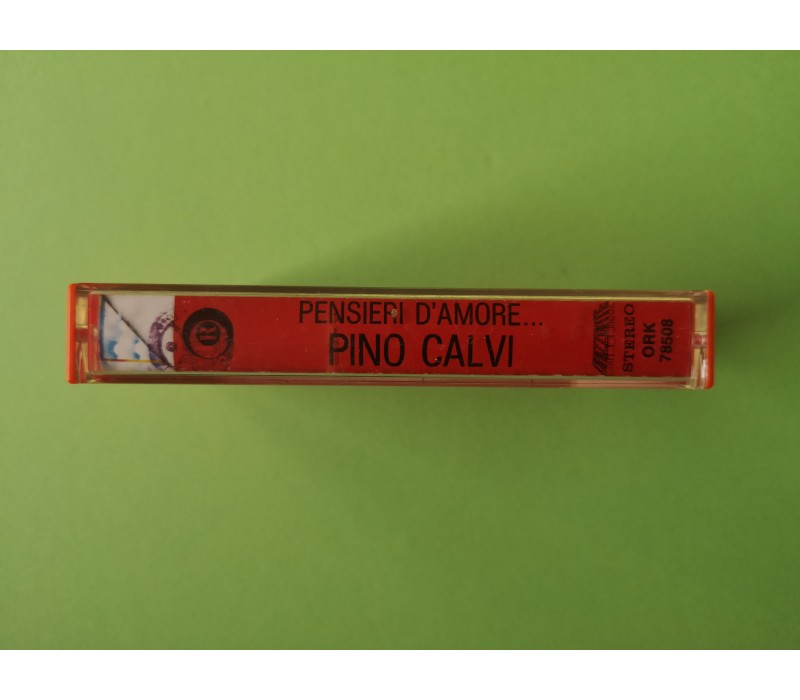 PENSIERI D'AMORE...
PINO CALVI
STEREO
ORK
78508